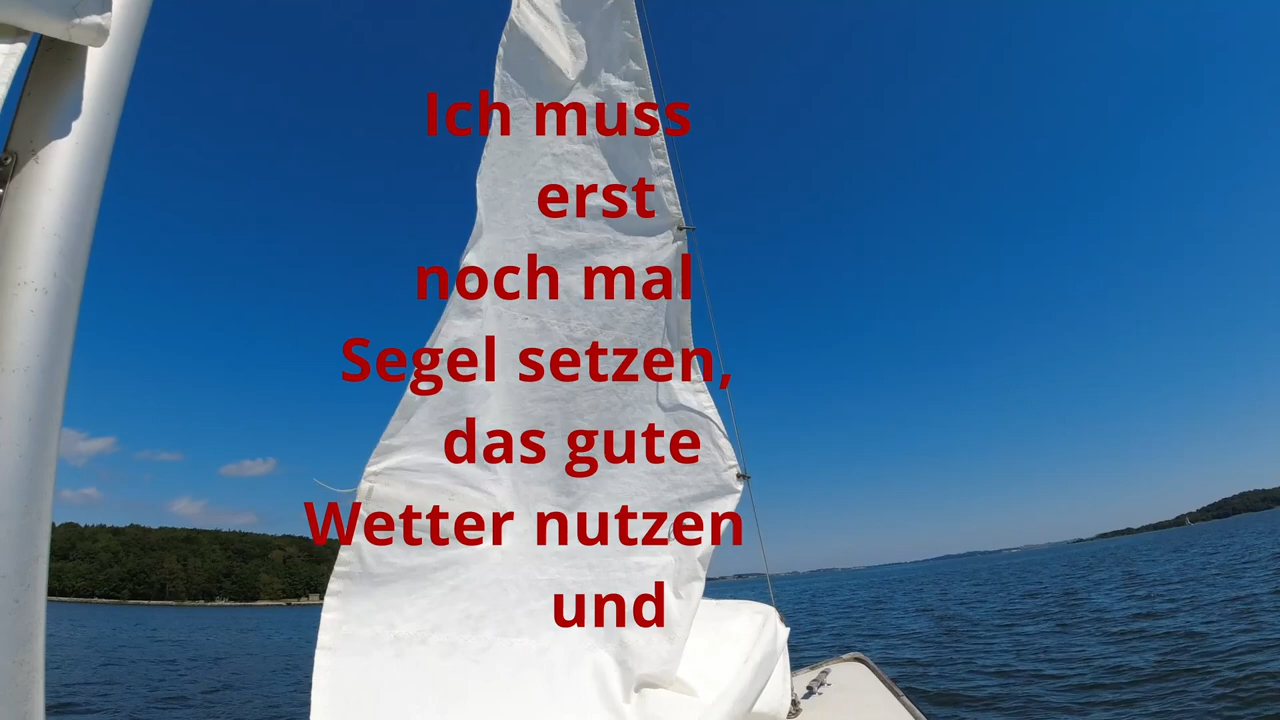 Ich muss
erst
noch mal
Segel setzen,
das gute
Wetter nutzen
und